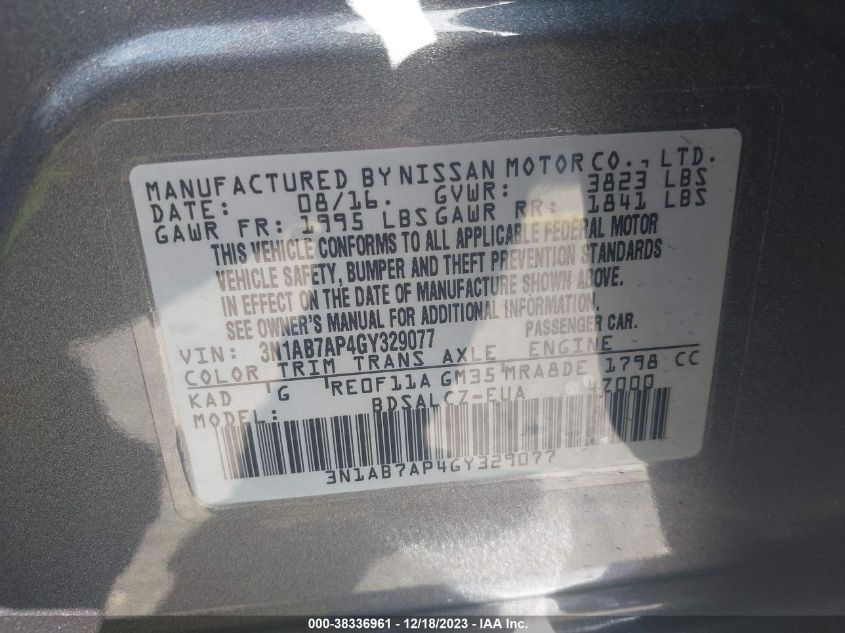 MANUFACTURED BY NISSAN MOTOR CO., LTD.
DATE: 08/16. GVWR: 3823 LBS
GAWR FR: 1995 LBS GAWR RR: 1841 LBS
THIS VEHICLE CONFORMS TO ALL APPLICABLE FEDERAL MOTOR
VEHICLE SAFETY, BUMPER AND THEFT PREVENTION STANDARDS
IN EFFECT ON THE DATE OF MANUFACTURE SHOWN ABOVE.
SEE OWNER'S MANUAL FOR ADDITIONAL INFORMATION.
VIN: 3N1AB7AP4GY329077 PASSENGER CAR.
COLOR TRIM TRANS AXLE ENGINE
KAD G RE0F11A GM35 MRA8DE 1798 CC
MODEL: BDSALCZ-EUA 47000
3N1AB7AP4GY329077
000-38336961 - 12/18/2023 - IAA Inc.